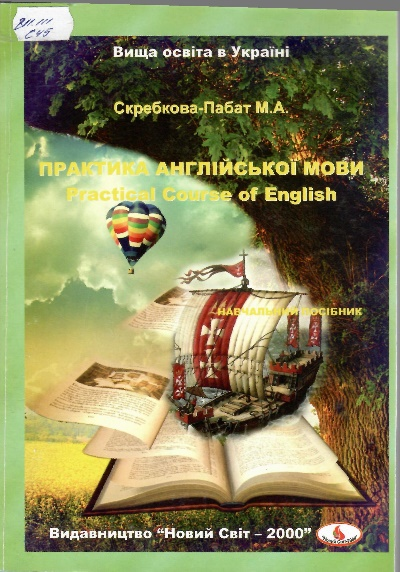 811.111
С45
Вища освіта в Україні
Скребкова-Пабат М.А.
ПРАКТИКА АНГЛІЙСЬКОЇ МОВИ
Practical Course of English
НАВЧАЛЬНИЙ ПОСІБНИК
Видавництво “Новий Світ – 2000”